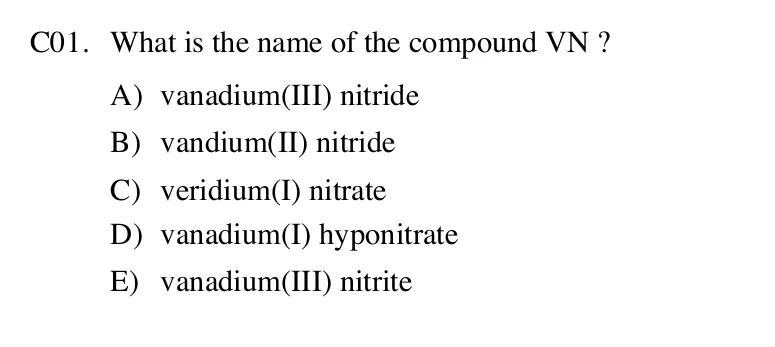 C01. What is the name of the compound VN ?
A) vanadium(III) nitride
B) vandium(II) nitride
C) veridium(I) nitrate
D) vanadium(I) hyponitrate
E) vanadium(III) nitrite